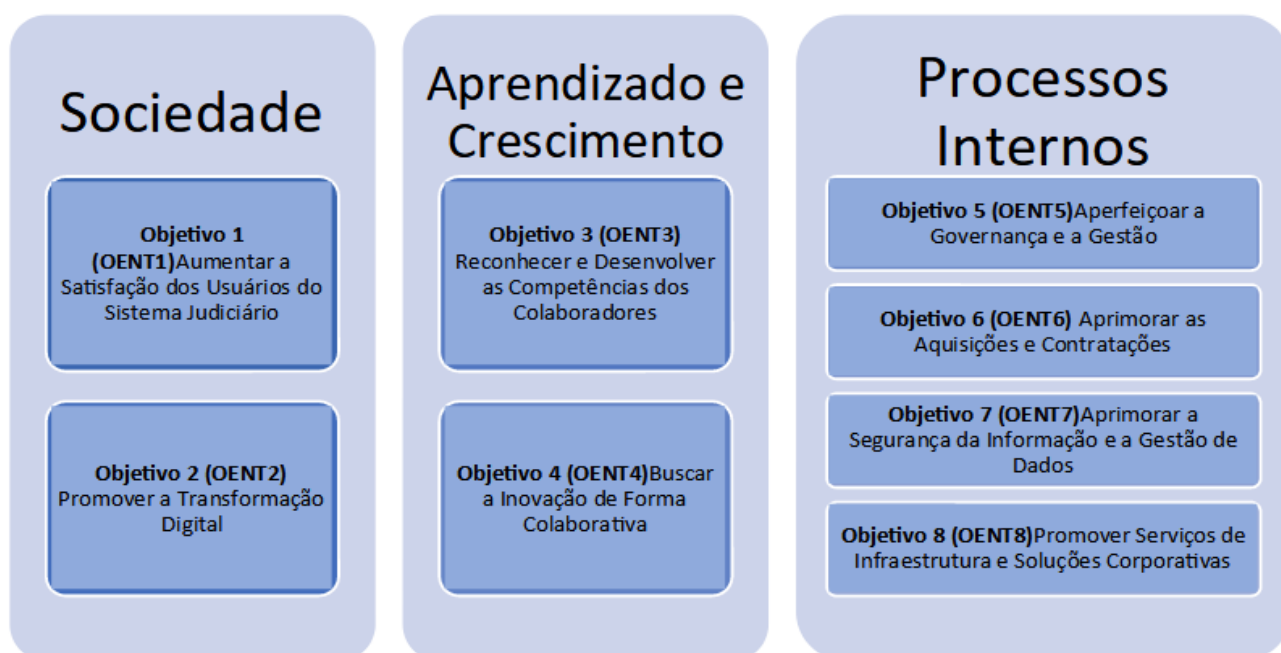 Sociedade
Objetivo 1
(OENT1)Aumentar a
Satisfação dos Usuários do
Sistema Judiciário
Objetivo 2 (OENT2)
Promover a Transformação
Digital
Aprendizado e
Crescimento
Objetivo 3 (OENT3)
Reconhecer e Desenvolver
as Competências dos
Colaboradores
Objetivo 4 (OENT4)Buscar
a Inovação de Forma
Colaborativa
Processos
Internos
Objetivo 5 (OENT5)Aperfeiçoar a
Governança e a Gestão
Objetivo 6 (OENT6) Aprimorar as
Aquisições e Contratações
Objetivo 7 (OENT7)Aprimorar a
Segurança da Informação e a Gestão de
Dados
Objetivo 8 (OENT8)Promover Serviços de
Infraestrutura e Soluções Corporativas